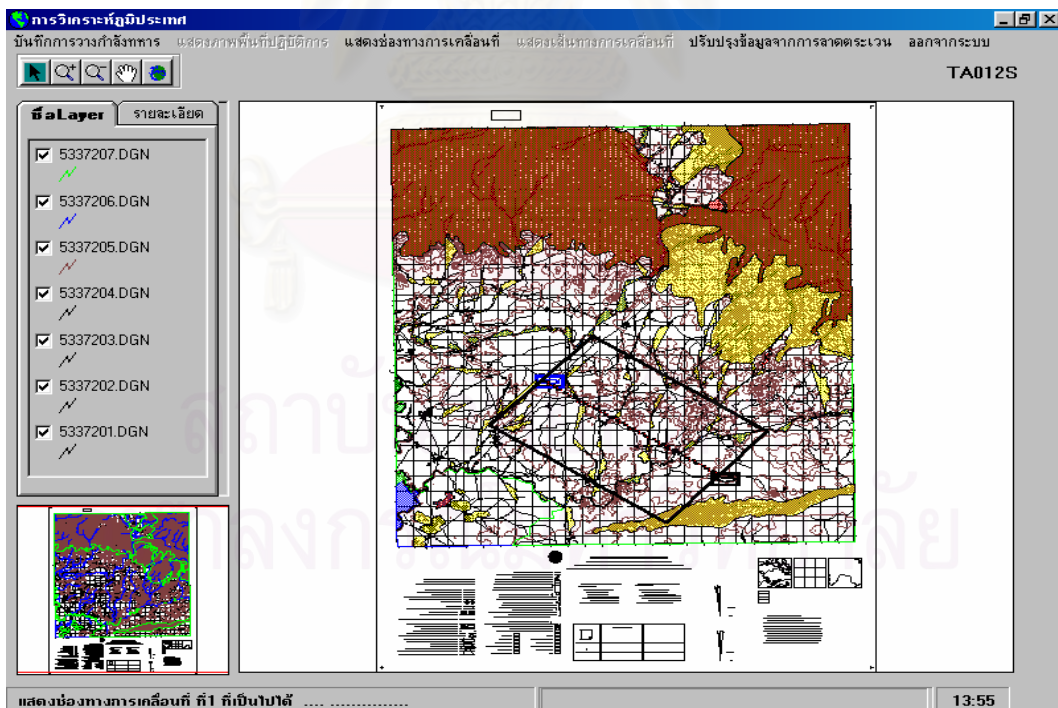 การวิเคราะห์ภูมิประเทศ
บันทึกการวางกำลังทหาร แสดงภาพพื้นที่ปฏิบัติการ แสดงช่องทางการเคลื่อนที่ แสดงเส้นทางการเคลื่อนที่ ปรับปรุงข้อมูลจากการลาดตระเวน ออกจากระบบ
TA012S
ชื่อLayer รายละเอียด
5337207.DGN
5337206.DGN
5337205.DGN
5337204.DGN
5337203.DGN
5337202.DGN
5337201.DGN
แสดงช่องทางการเคลื่อนที่ ที่1 ที่เป็นไปได้ .... ...............
13:55